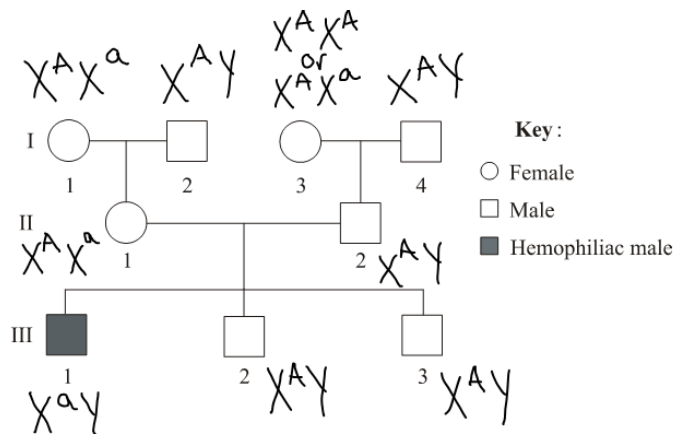 X^A X^A
or
X^A X^a   X^A Y   X^A X^a   X^A Y
I
Key :
1   2   3   4
Female
II
Male
X^A X^a   1   2   X^A Y
Hemophiliac male
III
1   2   X^A Y   3   X^A Y
X^a Y